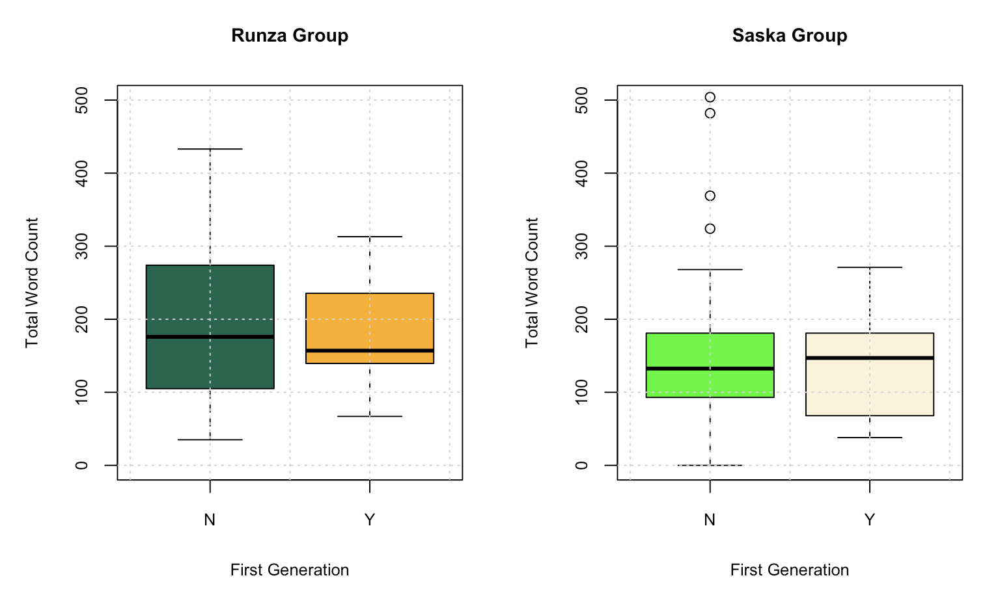 Runza Group
Total Word Count
500
400
300
200
100
0
N Y
First Generation
Saska Group
Total Word Count
500
400
300
200
100
0
N Y
First Generation